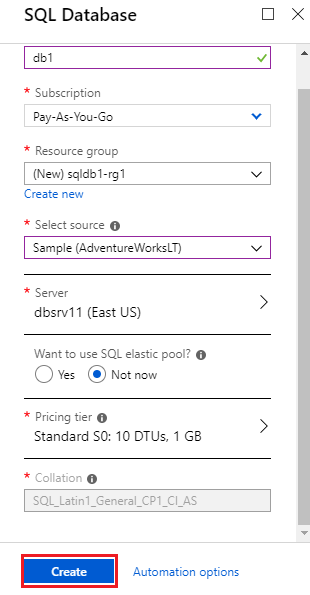 SQL Database
db1
* Subscription
Pay-As-You-Go
* Resource group
(New) sqldb1-rg1
Create new
* Select source
Sample (AdventureWorksLT)
* Server
dbsrv11 (East US)
Want to use SQL elastic pool?
Yes Not now
* Pricing tier
Standard S0: 10 DTUs, 1 GB
* Collation
SQL_Latin1_General_CP1_CI_AS
Create Automation options